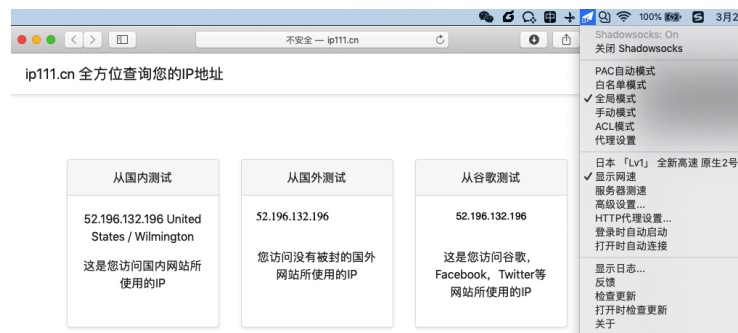 100%
3月2
不安全 — ip111.cn
ip111.cn 全方位查询您的IP地址
从国内测试
52.196.132.196 United
States / Wilmington
这是您访问国内网站所
使用的IP
从国外测试
52.196.132.196
您访问没有被封的国外
网站所使用的IP
从谷歌测试
52.196.132.196
这是您访问谷歌，
Facebook，Twitter等
网站所使用的IP
Shadowsocks: On
关闭 Shadowsocks
PAC自动模式
白名单模式
全局模式
手动模式
ACL模式
代理设置
日本 「Lv1」 全新高速 原生2号
显示网速
服务器测速
高级设置...
HTTP代理设置...
登录时自动启动
打开时自动连接
显示日志...
反馈
检查更新
打开时检查更新
关于